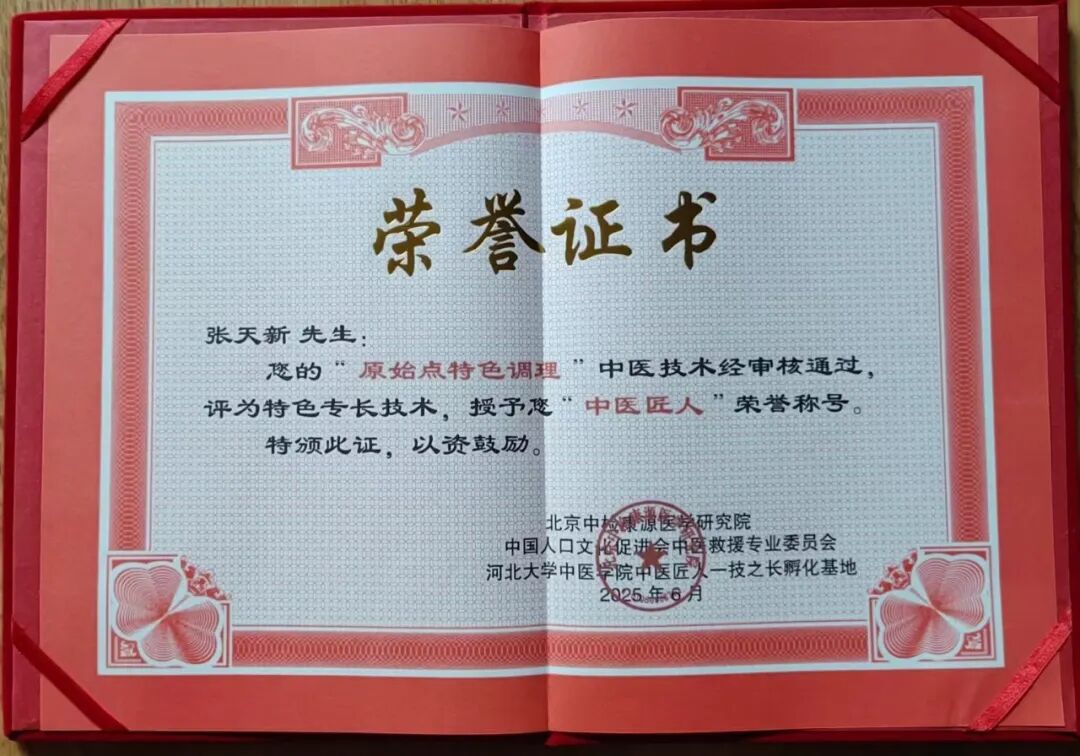 荣誉证书
张天新 先生：
您的“原始点特色调理”中医技术经审核通过，
评为特色专长技术，授予您“中医匠人”荣誉称号。
特颁此证，以资鼓励。
北京中检康源医学研究院
中国人口文化促进会中医救援专业委员会
河北大学中医学院中医匠人一技之长孵化基地
2025 年 6 月